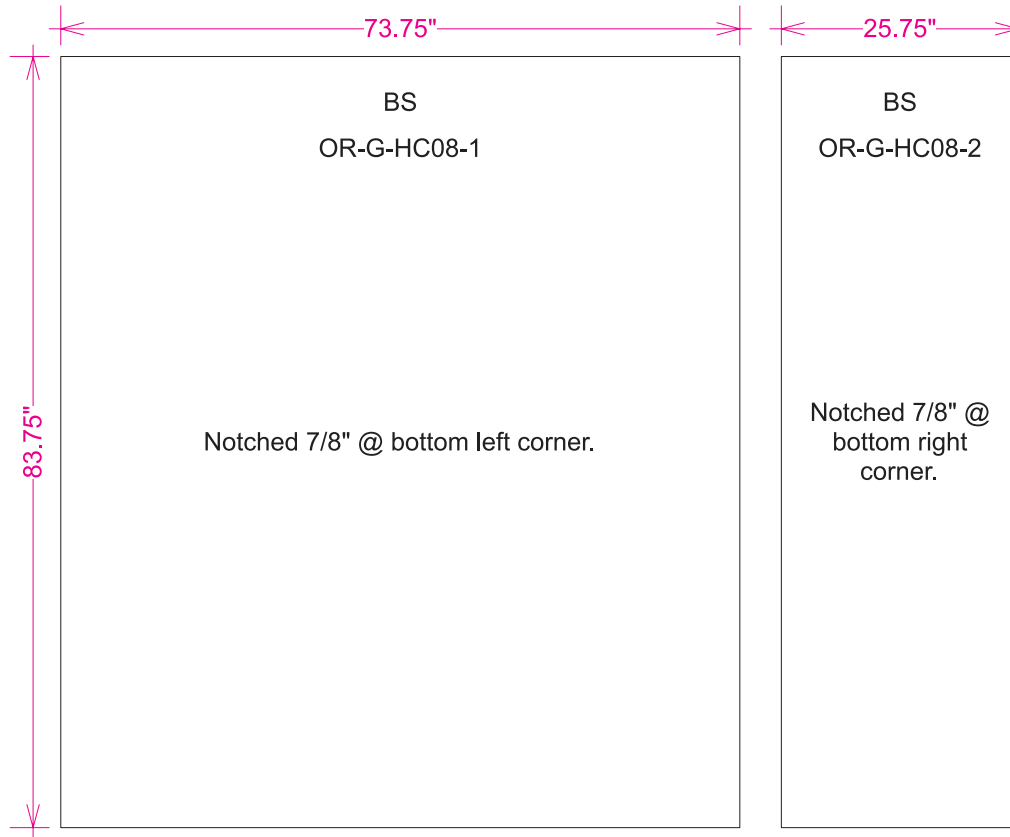 73.75"
25.75"
BS
OR-G-HC08-1
BS
OR-G-HC08-2
83.75"
Notched 7/8" @ bottom left corner.
Notched 7/8" @
bottom right
corner.